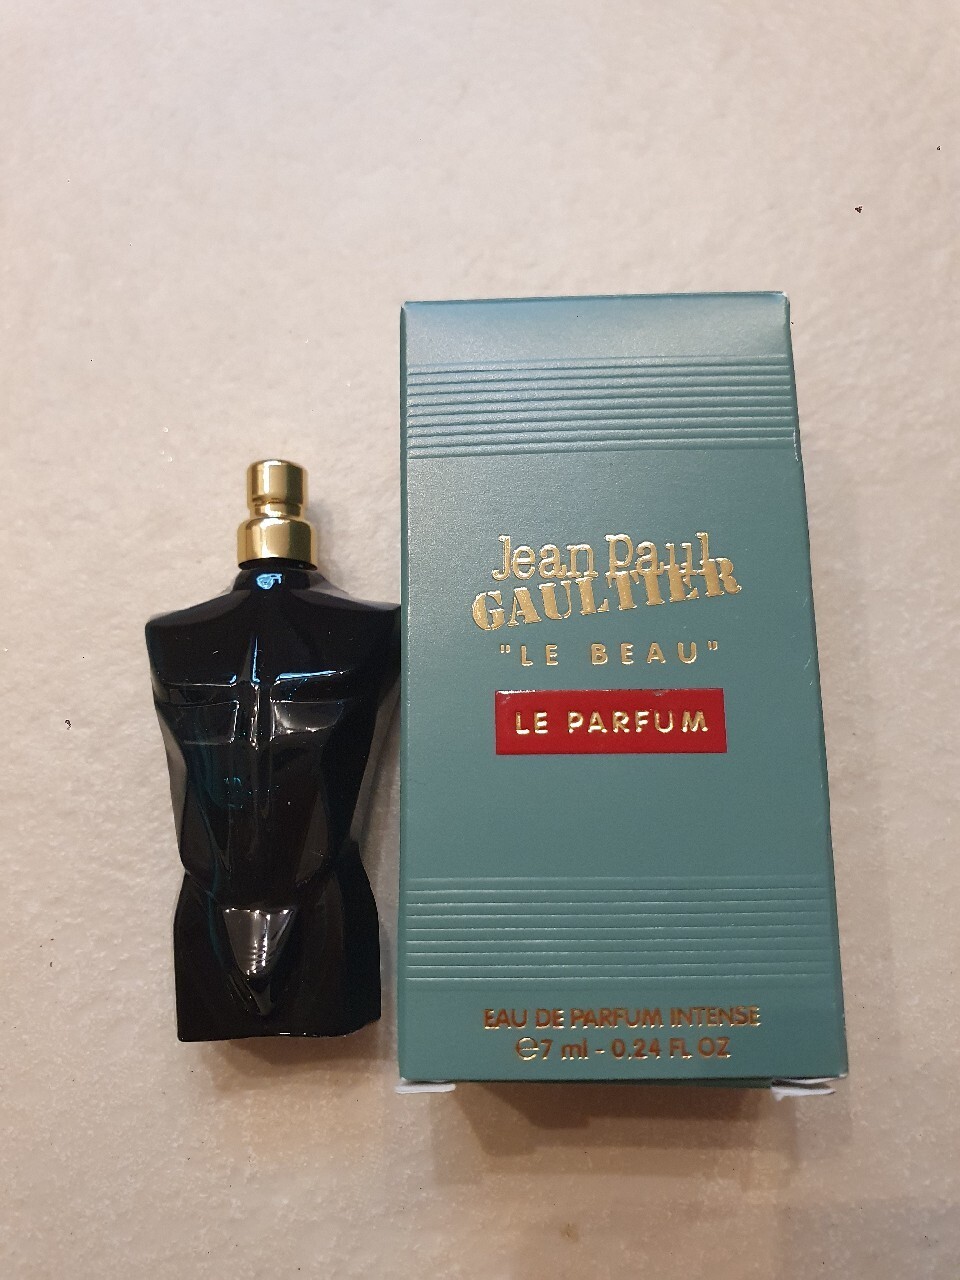 Jean Paul
GAULTIER
"LE BEAU"
LE PARFUM
EAU DE PARFUM INTENSE
℮7 ml - 0.24 FL OZ